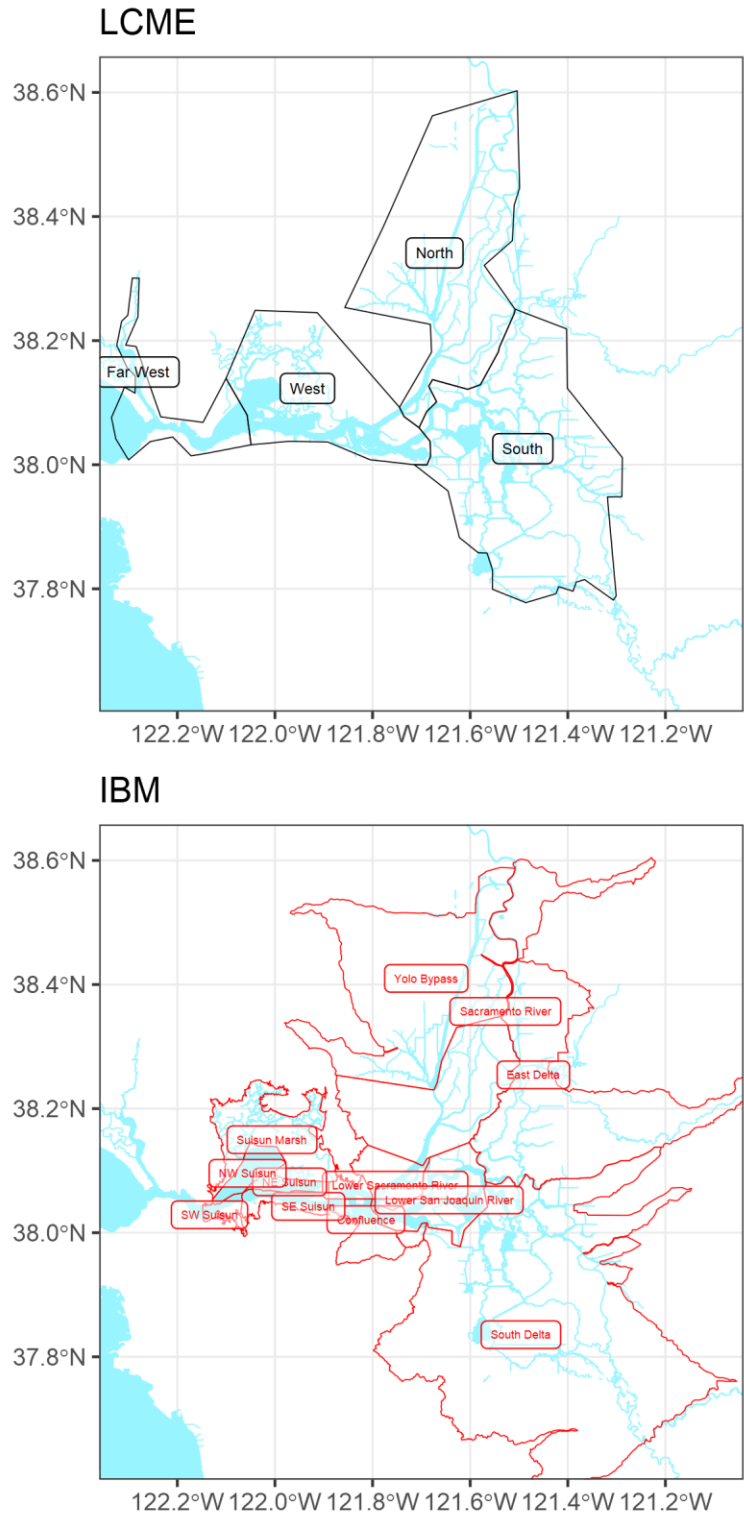 LCME
38.6°N
38.4°N
North
38.2°N
Far West
West
South
38.0°N
37.8°N
122.2°W 122.0°W 121.8°W 121.6°W 121.4°W 121.2°W
IBM
38.6°N
Yolo Bypass
38.4°N
Sacramento River
East Delta
38.2°N
Suisun Marsh
NW Suisun
NE Suisun
Lower Sacramento River
Lower San Joaquin River
SE Suisun
SW Suisun
Confluence
38.0°N
South Delta
37.8°N
122.2°W 122.0°W 121.8°W 121.6°W 121.4°W 121.2°W